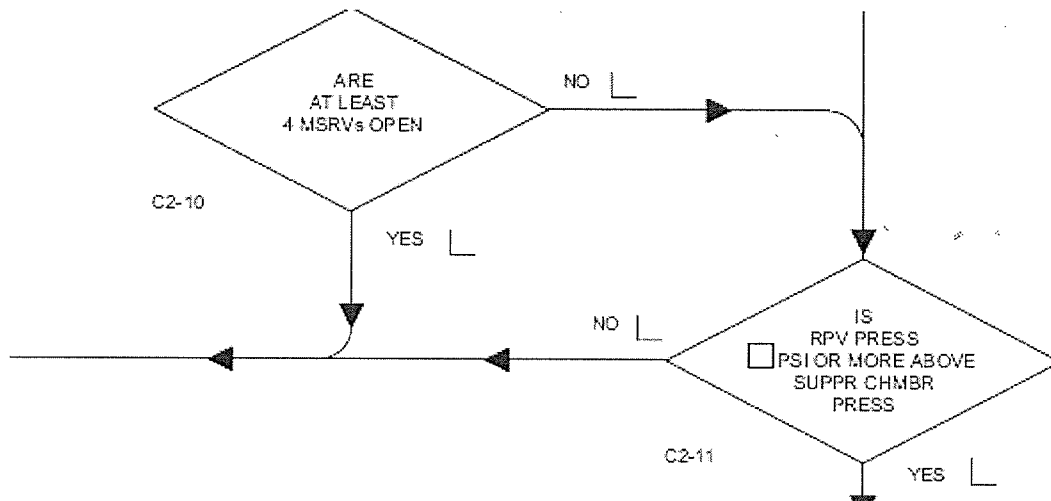 ARE
AT LEAST
4 MSRVs OPEN
NO
C2-10
YES
IS
RPV PRESS
PSI OR MORE ABOVE
SUPPR CHMBR
PRESS
NO
C2-11
YES